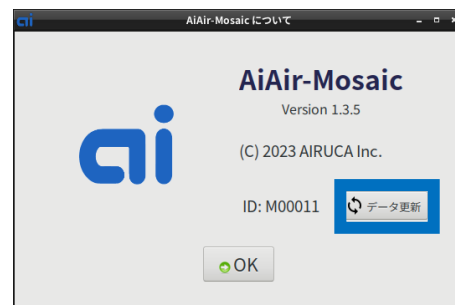 ai
AiAir-Mosaic について
ai
AiAir-Mosaic
Version 1.3.5
(C) 2023 AIRUCA Inc.
ID: M00011
データ更新
OK